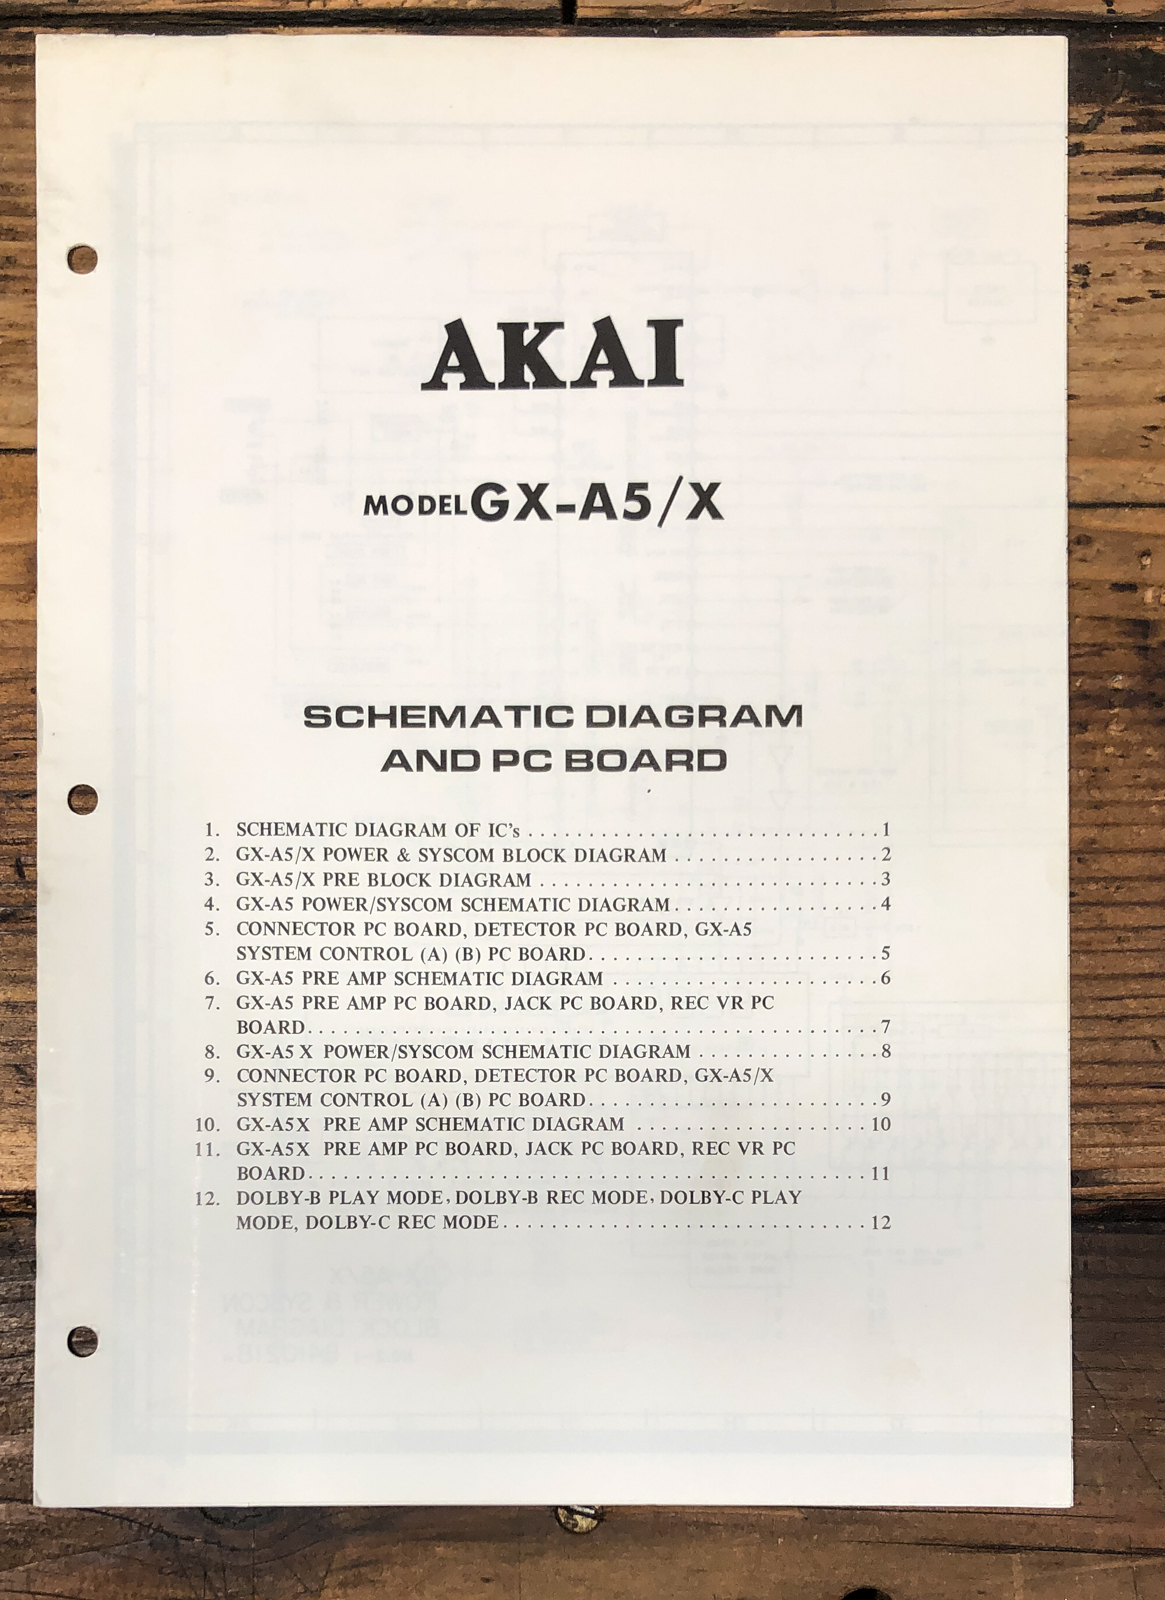 AKAI
MODEL GX-A5/X
SCHEMATIC DIAGRAM
AND PC BOARD
1. SCHEMATIC DIAGRAM OF IC's . . . . . . . . . . . . . . . . . . . . . . . . . . . . . 1
2. GX-A5/X POWER & SYSCOM BLOCK DIAGRAM . . . . . . . . . . . . . . . . . 2
3. GX-A5/X PRE BLOCK DIAGRAM . . . . . . . . . . . . . . . . . . . . . . . . . . . . 3
4. GX-A5 POWER/SYSCOM SCHEMATIC DIAGRAM . . . . . . . . . . . . . . . . . 4
5. CONNECTOR PC BOARD, DETECTOR PC BOARD, GX-A5
SYSTEM CONTROL (A) (B) PC BOARD . . . . . . . . . . . . . . . . . . . . . . . . 5
6. GX-A5 PRE AMP SCHEMATIC DIAGRAM . . . . . . . . . . . . . . . . . . . . . . 6
7. GX-A5 PRE AMP PC BOARD, JACK PC BOARD, REC VR PC
BOARD . . . . . . . . . . . . . . . . . . . . . . . . . . . . . . . . . . . . . . . . . . . . . . . 7
8. GX-A5 X POWER/SYSCOM SCHEMATIC DIAGRAM . . . . . . . . . . . . . . . 8
9. CONNECTOR PC BOARD, DETECTOR PC BOARD, GX-A5/X
SYSTEM CONTROL (A) (B) PC BOARD . . . . . . . . . . . . . . . . . . . . . . . . 9
10. GX-A5X PRE AMP SCHEMATIC DIAGRAM . . . . . . . . . . . . . . . . . . . 10
11. GX-A5X PRE AMP PC BOARD, JACK PC BOARD, REC VR PC
BOARD . . . . . . . . . . . . . . . . . . . . . . . . . . . . . . . . . . . . . . . . . . . . . . 11
12. DOLBY-B PLAY MODE, DOLBY-B REC MODE, DOLBY-C PLAY
MODE, DOLBY-C REC MODE . . . . . . . . . . . . . . . . . . . . . . . . . . . . . . 12